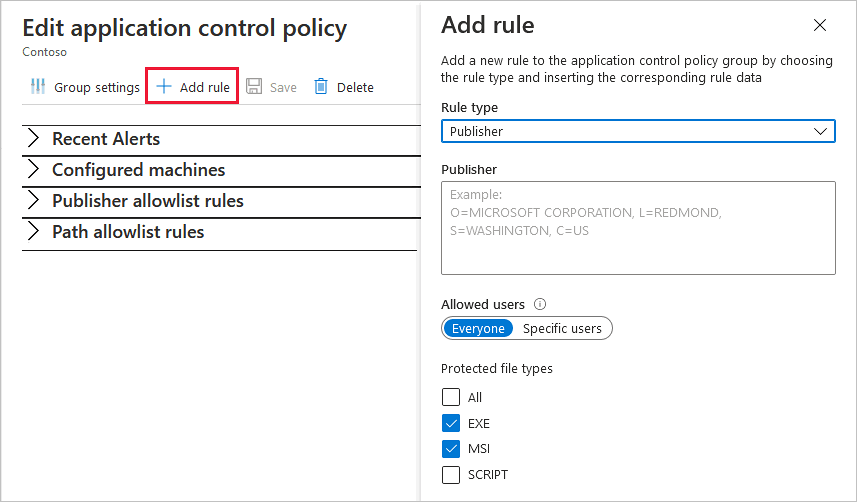 Edit application control policy
Contoso
Group settings
Add rule
Save
Delete
Recent Alerts
Configured machines
Publisher allowlist rules
Path allowlist rules
Add rule
Add a new rule to the application control policy group by choosing
the rule type and inserting the corresponding rule data
Rule type
Publisher
Publisher
Example:
O=MICROSOFT CORPORATION, L=REDMOND,
S=WASHINGTON, C=US
Allowed users
Everyone
Specific users
Protected file types
All
EXE
MSI
SCRIPT